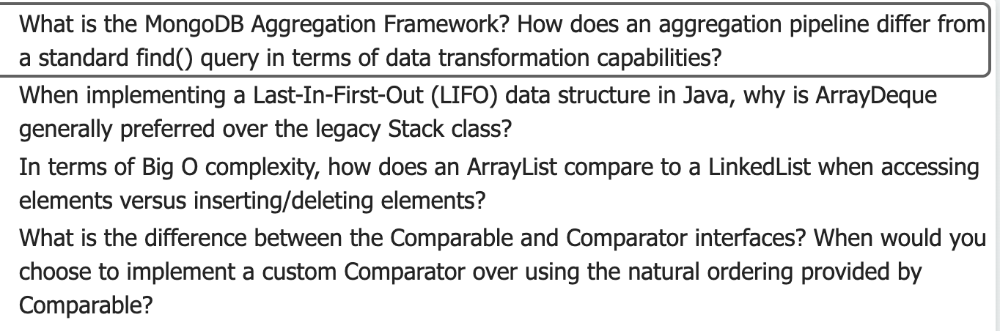 What is the MongoDB Aggregation Framework? How does an aggregation pipeline differ from
a standard find() query in terms of data transformation capabilities?
When implementing a Last-In-First-Out (LIFO) data structure in Java, why is ArrayDeque
generally preferred over the legacy Stack class?
In terms of Big O complexity, how does an ArrayList compare to a LinkedList when accessing
elements versus inserting/deleting elements?
What is the difference between the Comparable and Comparator interfaces? When would you
choose to implement a custom Comparator over using the natural ordering provided by
Comparable?